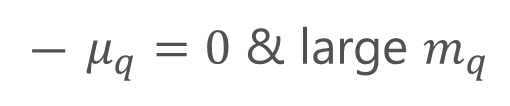 − μ_q = 0 & large m_q